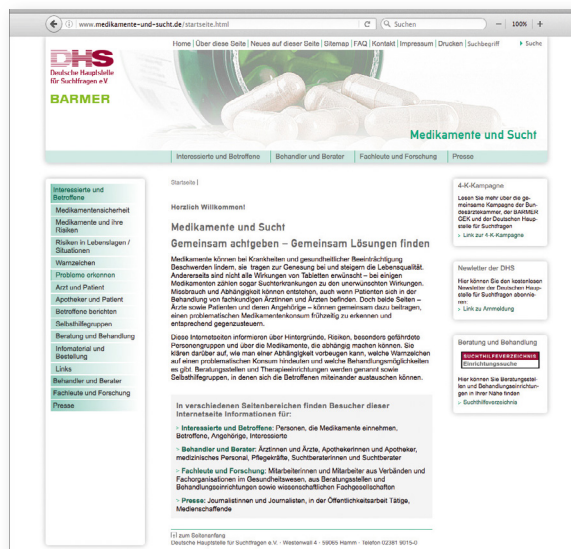 www.medikamente-und-sucht.de/startseite.html
Suchen
100%
Home | Über diese Seite | Neues auf dieser Seite | Sitemap | FAQ | Kontakt | Impressum | Drucken | Suchbegriff
Suche
DHS
Deutsche Hauptstelle
für Suchtfragen e.V.
BARMER
Medikamente und Sucht
Interessierte und Betroffene
Behandler und Berater
Fachleute und Forschung
Presse
Interessierte und
Betroffene
Medikamentensicherheit
Medikamente und ihre
Risiken
Risiken in Lebenslagen /
Situationen
Warnzeichen
Probleme erkennen
Arzt und Patient
Apotheker und Patient
Betroffene berichten
Selbsthilfegruppen
Beratung und Behandlung
Infomaterial und
Bestellung
Links
Behandler und Berater
Fachleute und Forschung
Presse
Startseite |
Herzlich Willkommen!
Medikamente und Sucht
Gemeinsam achtgeben – Gemeinsam Lösungen finden
Medikamente können bei Krankheiten und gesundheitlicher Beeinträchtigung
Beschwerden lindern, sie tragen zur Genesung bei und steigern die Lebensqualität.
Andererseits sind nicht alle Wirkungen von Tabletten erwünscht – bei einigen
Medikamenten zählen sogar Suchterkrankungen zu den unerwünschten Wirkungen.
Missbrauch und Abhängigkeit können entstehen, auch wenn Patienten sich in der
Behandlung von fachkundigen Ärztinnen und Ärzten befinden. Doch beide Seiten –
Ärzte sowie Patienten und deren Angehörige – können gemeinsam dazu beitragen,
einen problematischen Medikamentenkonsum frühzeitig zu erkennen und
entsprechend gegenzusteuern.
Diese Internetseiten informieren über Hintergründe, Risiken, besonders gefährdete
Personengruppen und über die Medikamente, die abhängig machen können. Sie
klären darüber auf, wie man einer Abhängigkeit vorbeugen kann, welche Warnzeichen
auf einen problematischen Konsum hindeuten und welche Behandlungsmöglichkeiten
es gibt. Beratungsstellen und Therapieeinrichtungen werden genannt sowie
Selbsthilfegruppen, in denen sich die Betroffenen miteinander austauschen können.
In verschiedenen Seitenbereichen finden Besucher dieser
Internetseite Informationen für:
> Interessierte und Betroffene: Personen, die Medikamente einnehmen,
Betroffene, Angehörige, Interessierte
> Behandler und Berater: Ärztinnen und Ärzte, Apothekerinnen und Apotheker,
medizinisches Personal, Pflegekräfte, Suchtberaterinnen und Suchtberater
> Fachleute und Forschung: Mitarbeiterinnen und Mitarbeiter aus Verbänden und
Fachorganisationen im Gesundheitswesen, aus Beratungsstellen und
Behandlungseinrichtungen sowie wissenschaftlichen Fachgesellschaften
> Presse: Journalistinnen und Journalisten, in der Öffentlichkeitsarbeit Tätige,
Medienschaffende
zum Seitenanfang
Deutsche Hauptstelle für Suchtfragen e.V. - Westenwall 4 - 59065 Hamm - Telefon 02381 9015-0
4-K-Kampagne
Lesen Sie mehr über die ge-
meinsame Kampagne der Bun-
desärztekammer, der BARMER
GEK und der Deutschen Haupt-
stelle für Suchtfragen
> Link zur 4-K-Kampagne
Newletter der DHS
Hier können Sie den kostenlosen
Newsletter der Deutschen Haupt-
stelle für Suchtfragen abonnie-
ren.
> Link zu Anmeldung
Beratung und Behandlung
SUCHTHILFEVERZEICHNIS
Einrichtungssuche
Hier können Sie Beratungsstel-
len und Behandlungseinrichtun-
gen in Ihrer Nähe finden
> Suchthilfeverzeichnis